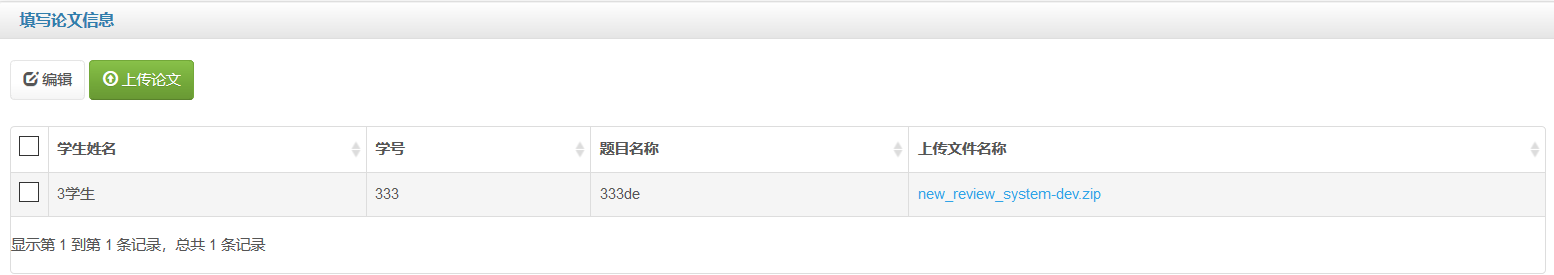 填写论文信息
编辑 上传论文
学生姓名 学号 题目名称 上传文件名称
3学生 333 333de new_review_system-dev.zip
显示第 1 到第 1 条记录，总共 1 条记录